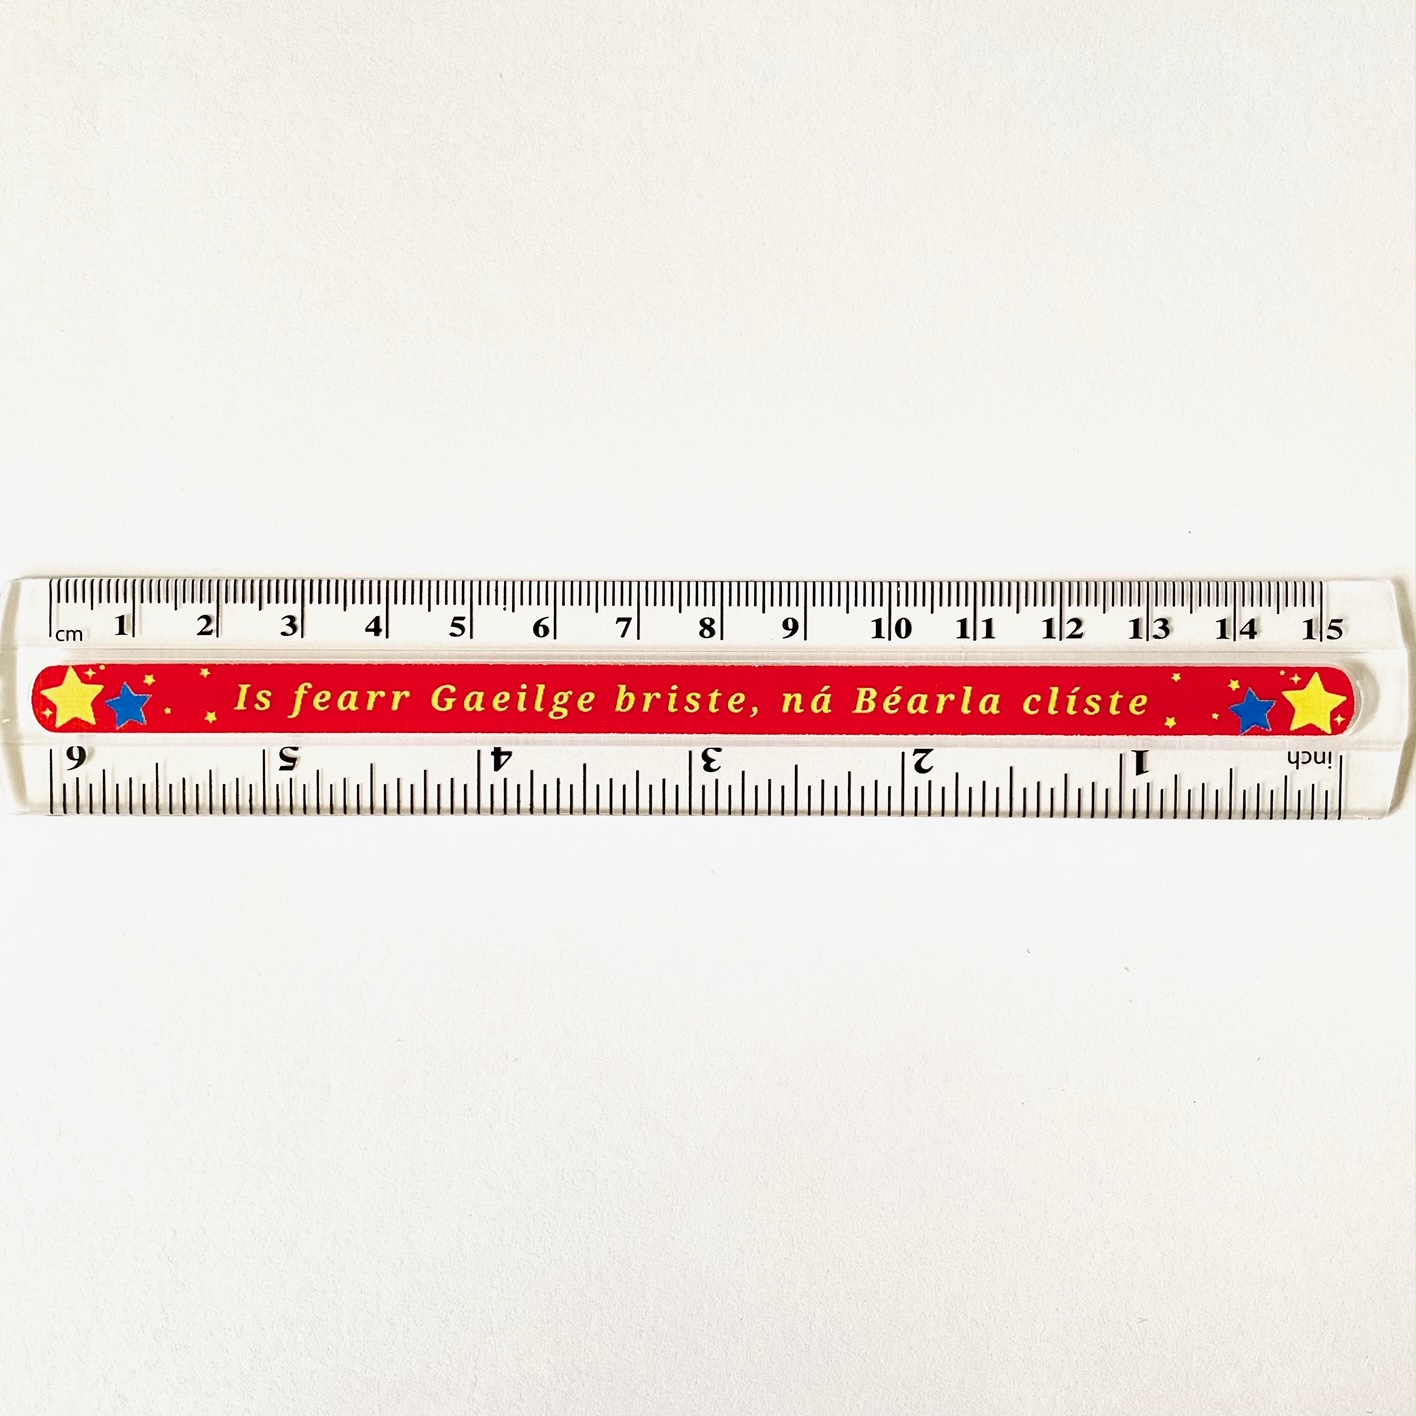 cm 1 2 3 4 5 6 7 8 9 10 11 12 13 14 15
Is fearr Gaeilge briste, ná Béarla clíste
6 5 4 3 2 1 inch